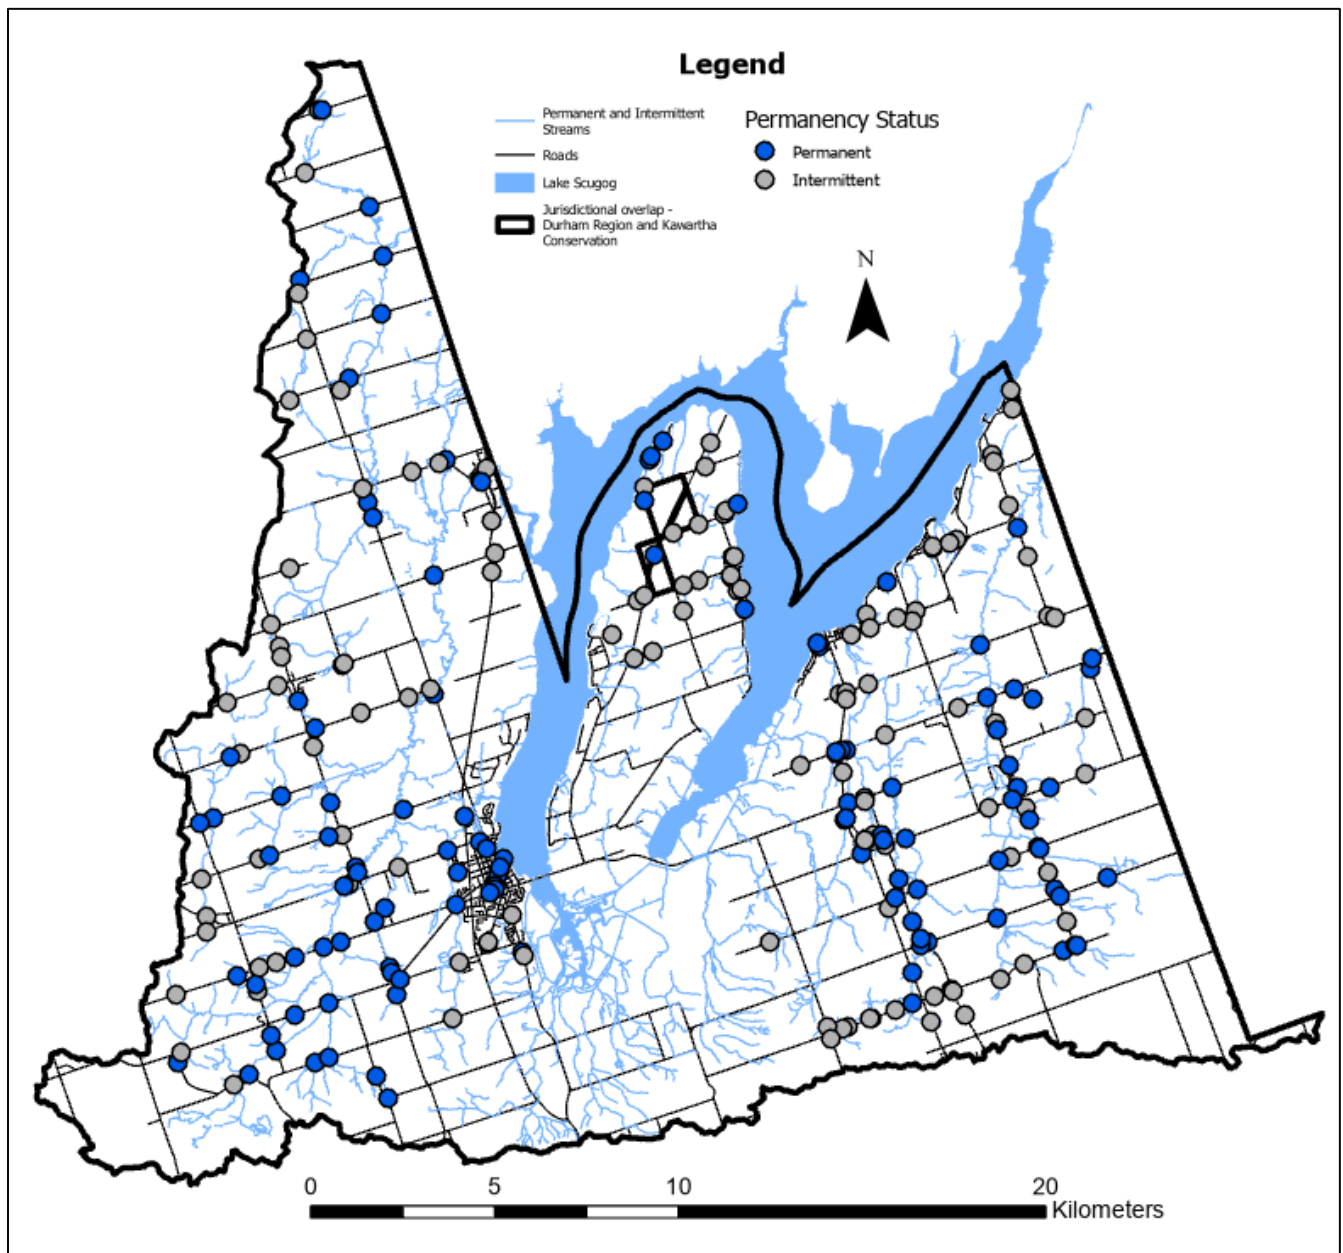 Legend
Permanent and Intermittent
Streams
Roads
Lake Scugog
Jurisdictional overlap -
Durham Region and Kawartha
Conservation
Permanency Status
Permanent
Intermittent
N
0 5 10 20
Kilometers